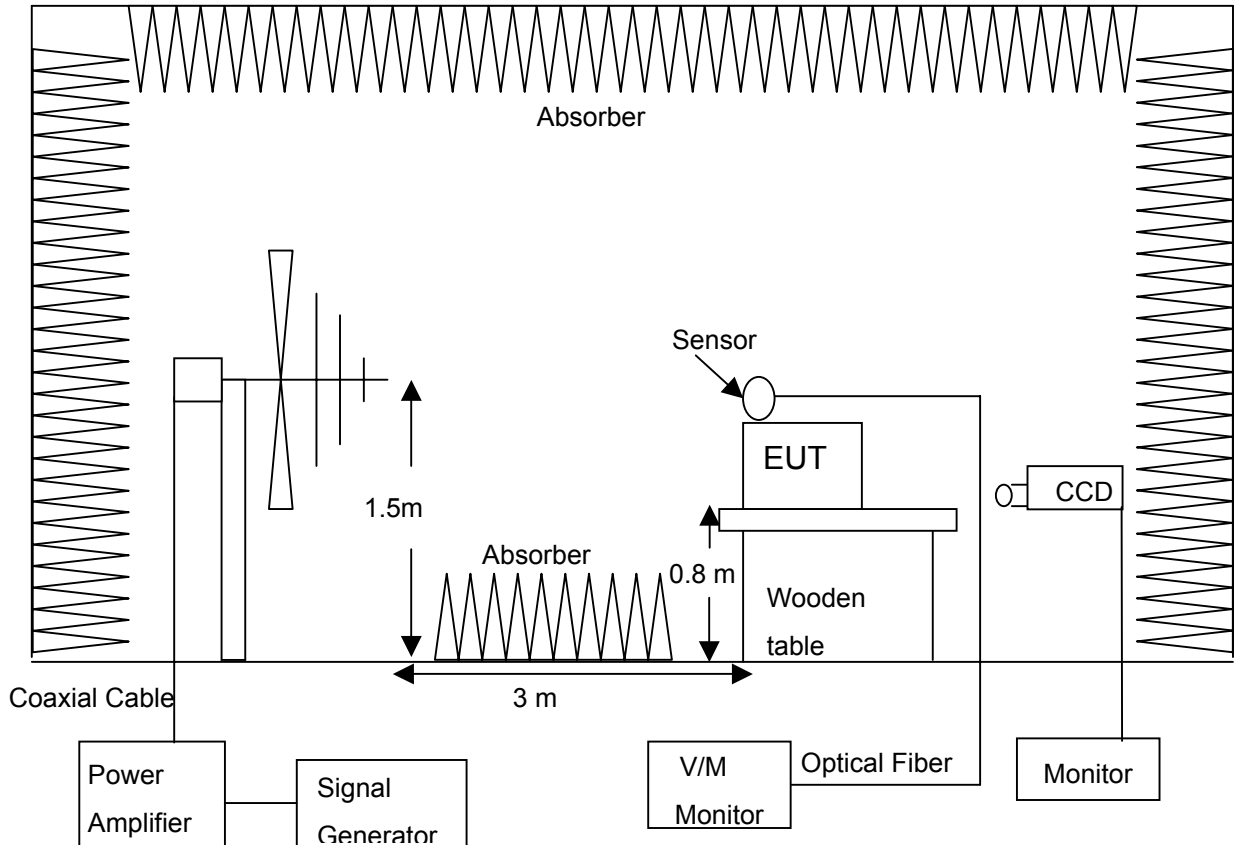 Absorber
Sensor
EUT
CCD
1.5m
Absorber
0.8 m
Wooden
table
3 m
Coaxial Cable
Power
Amplifier
Signal
Generator
V/M
Monitor
Optical Fiber
Monitor